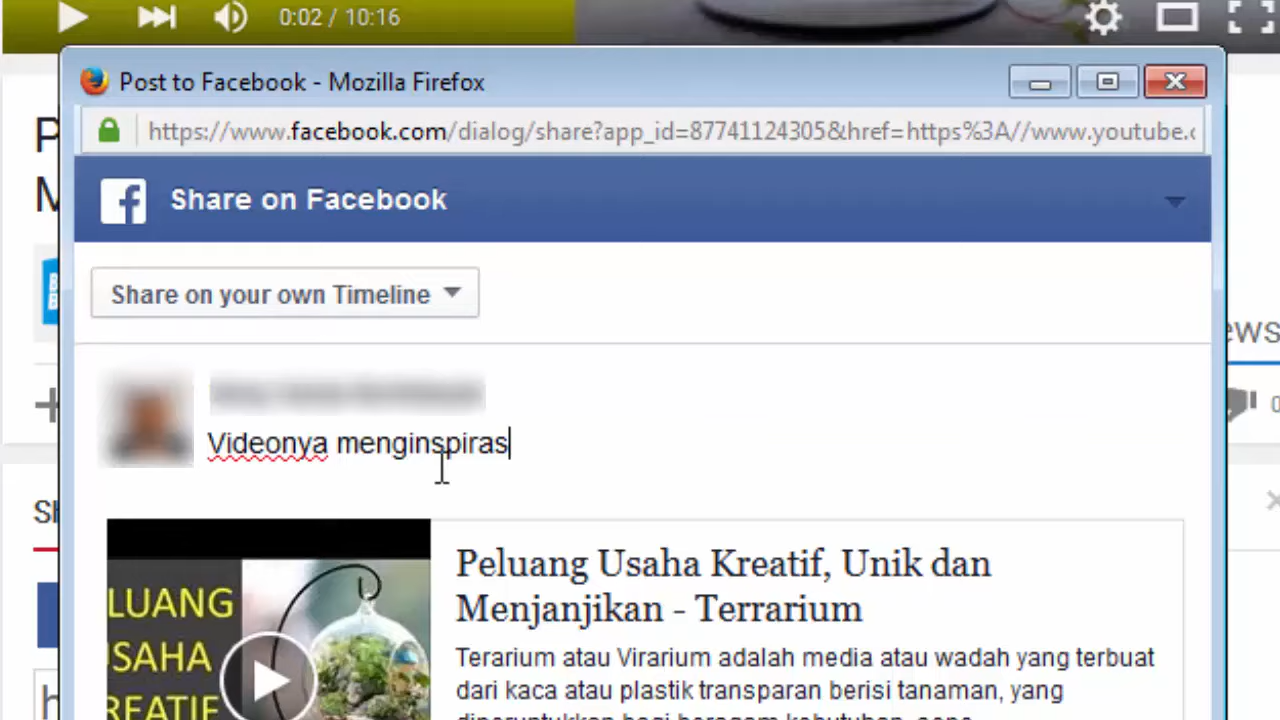 0:02 / 10:16
Post to Facebook - Mozilla Firefox
https://www.facebook.com/dialog/share?app_id=87741124305&href=https%3A//www.youtube.c
Share on Facebook
Share on your own Timeline
Videonya menginspiras
LUANG
USAHA
KREATIF
Peluang Usaha Kreatif, Unik dan
Menjanjikan - Terrarium
Terarium atau Virarium adalah media atau wadah yang terbuat
dari kaca atau plastik transparan berisi tanaman, yang